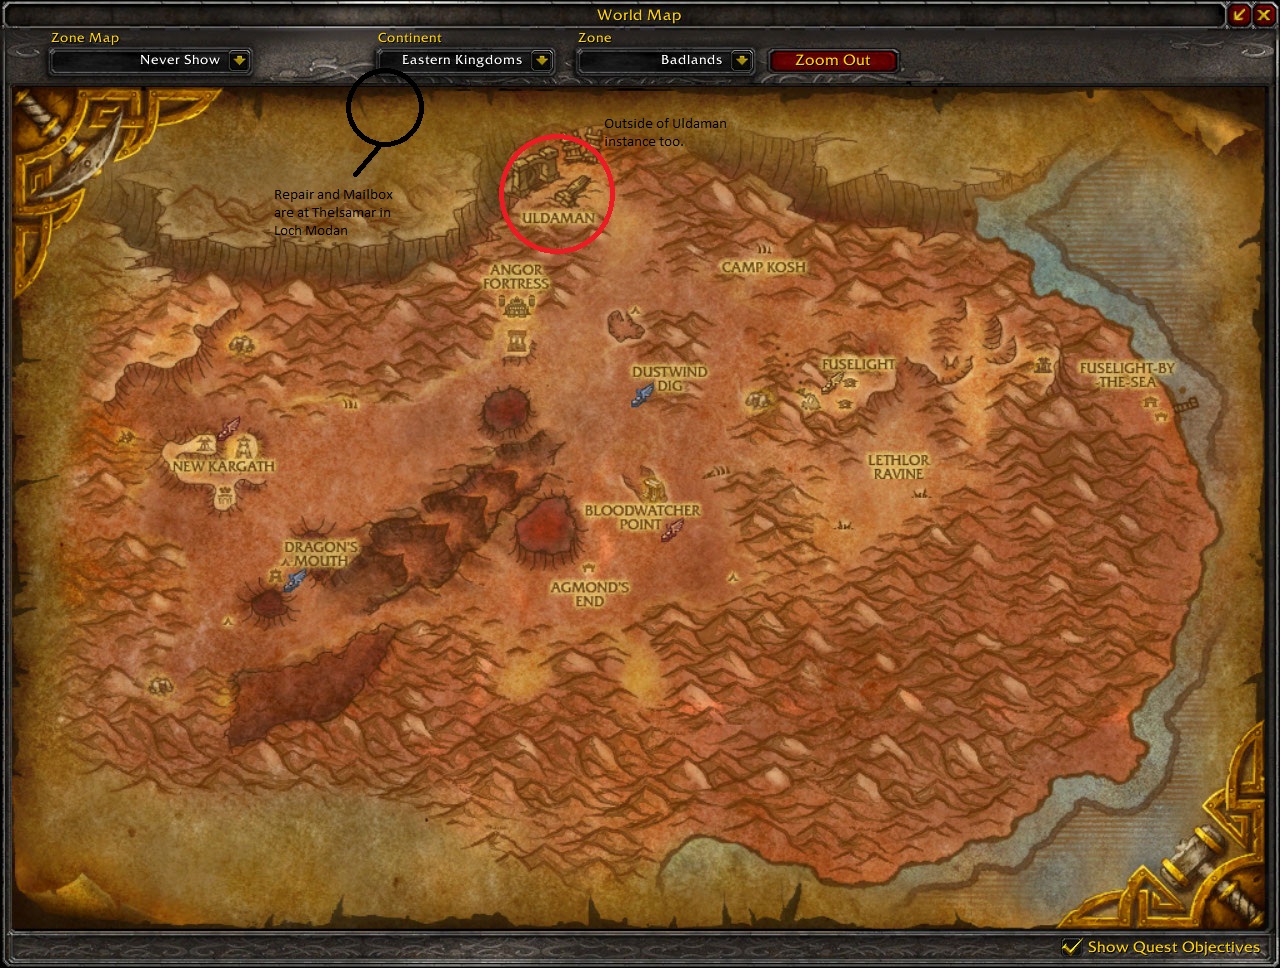 World Map
Zone Map
Continent
Zone
Never Show
Eastern Kingdoms
Badlands
Zoom Out
Outside of Uldaman
instance too.
Repair and Mailbox
are at Thelsamar in
Loch Modan
ULDAMAN
ANGOR
FORTRESS
CAMP KOSH
DUSTWIND
DIG
FUSELIGHT
FUSELIGHT-BY
-THE-SEA
NEW KARGATH
LETHLOR
RAVINE
BLOODWATCHER
POINT
DRAGON'S
MOUTH
AGMOND'S
END
Show Quest Objectives